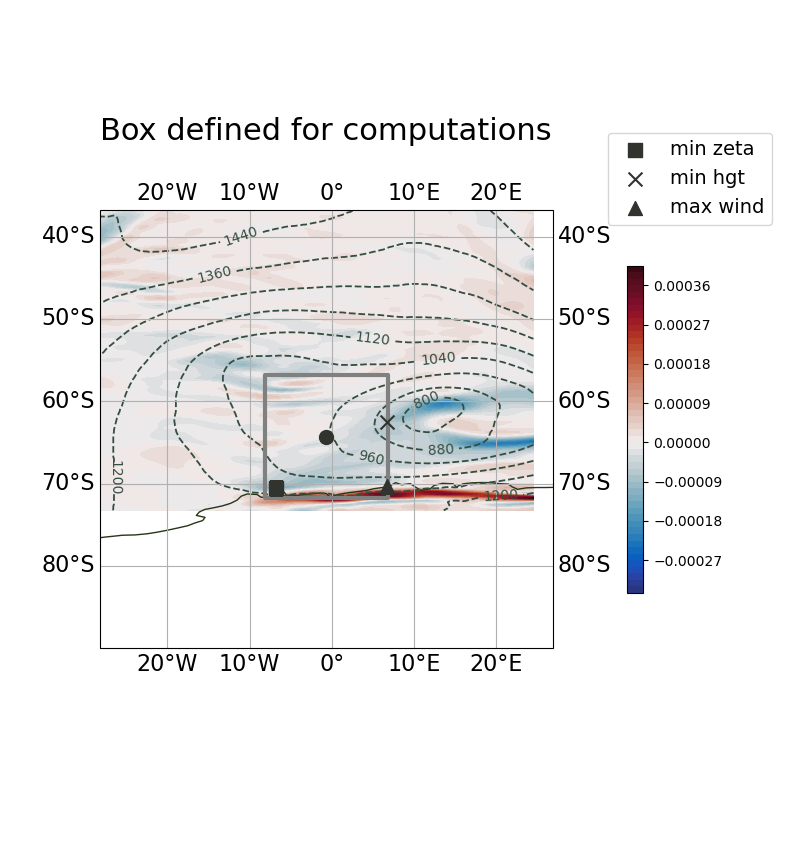 Box defined for computations
min zeta
min hgt
max wind
20°W 10°W 0° 10°E 20°E
40°S 40°S
50°S 50°S
60°S 60°S
70°S 70°S
80°S 80°S
20°W 10°W 0° 10°E 20°E
1440
1360
1120
1040
800
880
960
1200
1200
0.00036
0.00027
0.00018
0.00009
0.00000
−0.00009
−0.00018
−0.00027